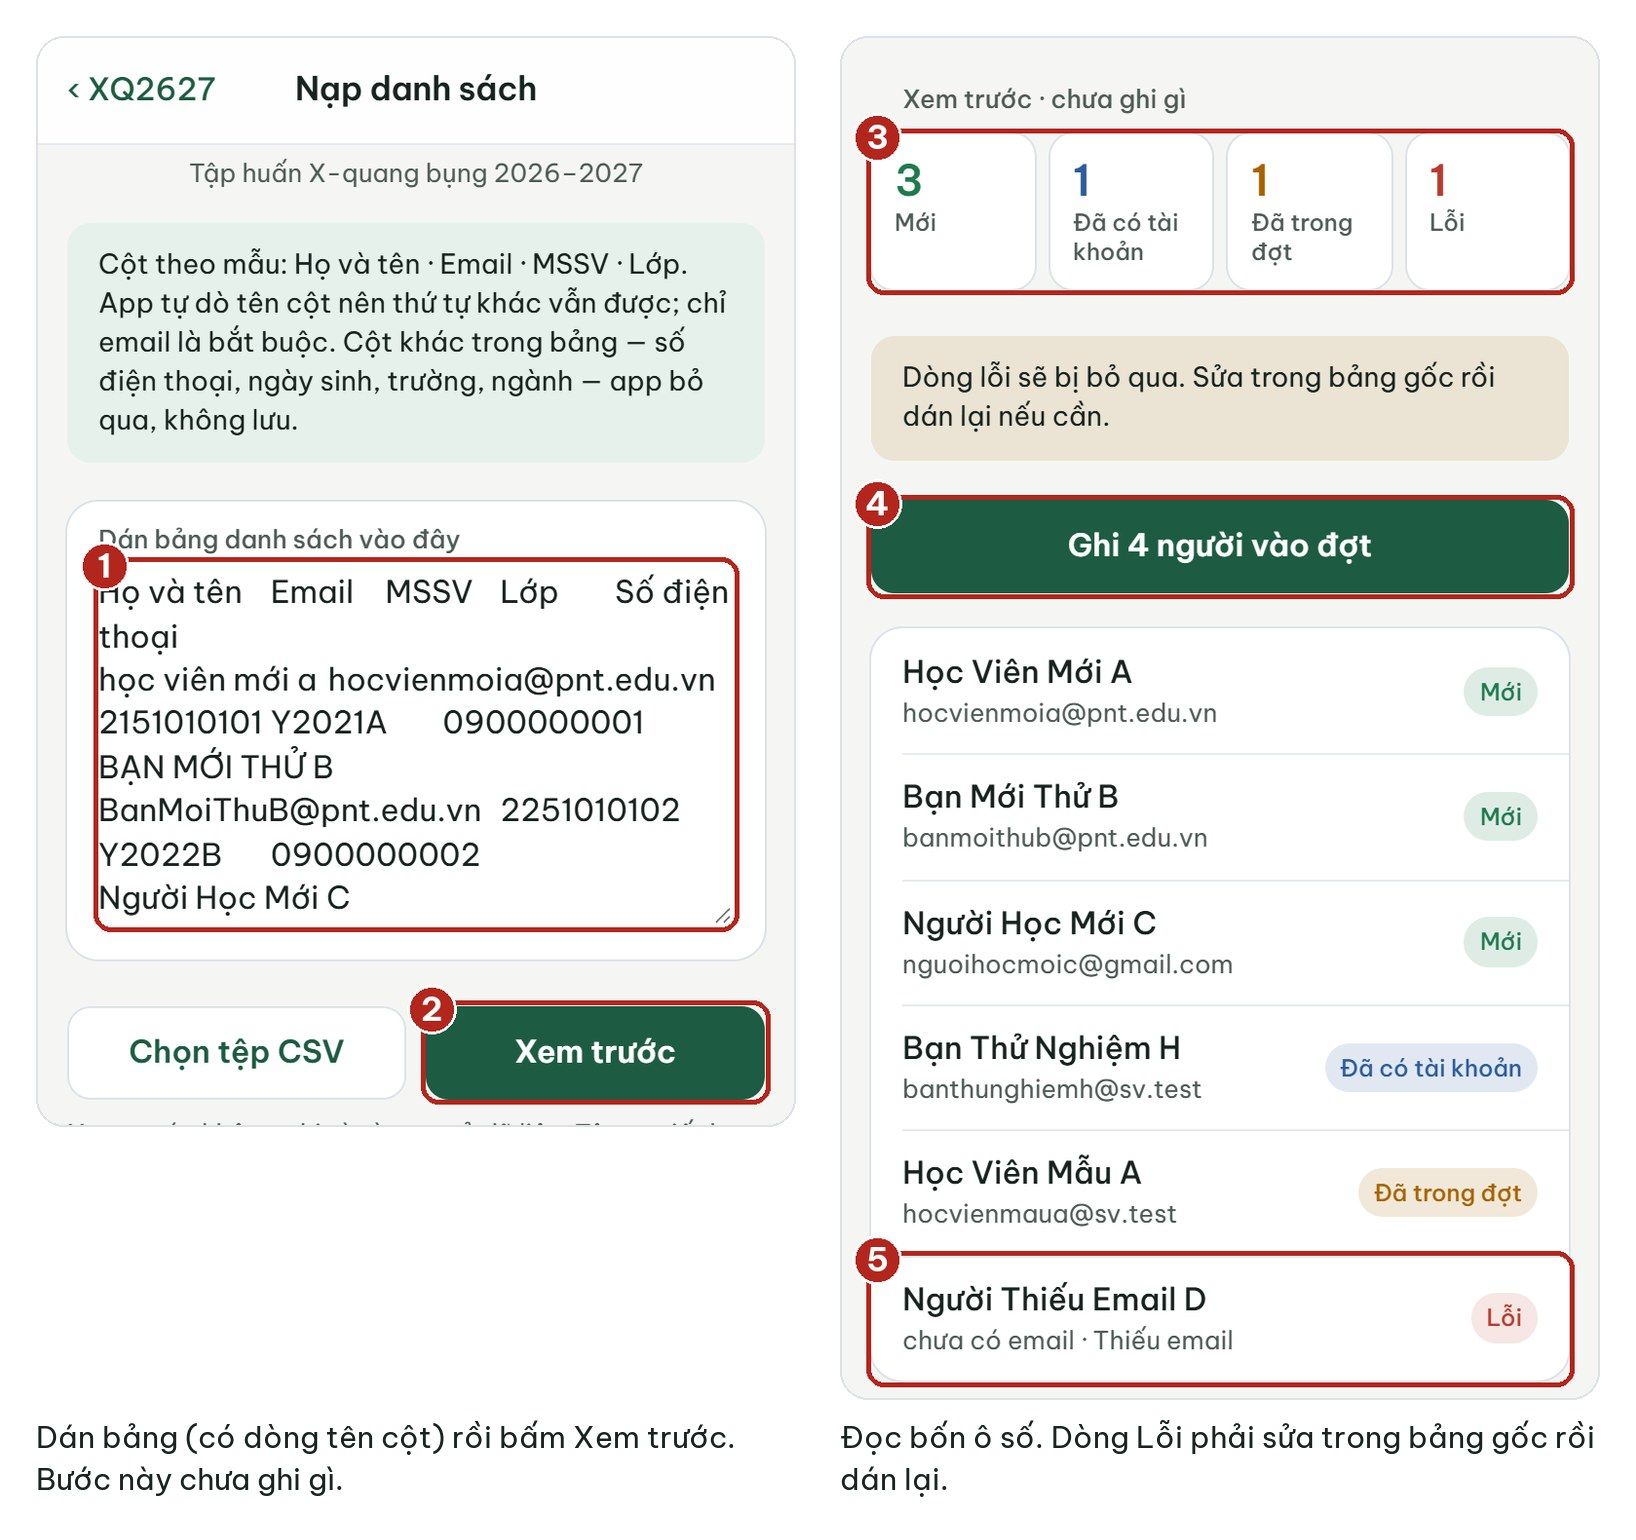 ‹ XQ2627
Nạp danh sách
Tập huấn X-quang bụng 2026–2027
Cột theo mẫu: Họ và tên · Email · MSSV · Lớp.
App tự dò tên cột nên thứ tự khác vẫn được; chỉ
email là bắt buộc. Cột khác trong bảng — số
điện thoại, ngày sinh, trường, ngành — app bỏ
qua, không lưu.
Dán bảng danh sách vào đây
1
Họ và tên Email MSSV Lớp Số điện
thoại
học viên mới a hocvienmoia@pnt.edu.vn
2151010101 Y2021A 0900000001
BẠN MỚI THỬ B
BanMoiThuB@pnt.edu.vn 2251010102
Y2022B 0900000002
Người Học Mới C
2
Chọn tệp CSV
Xem trước
Dán bảng (có dòng tên cột) rồi bấm Xem trước.
Bước này chưa ghi gì.
Xem trước · chưa ghi gì
3
3
Mới
1
Đã có tài
khoản
1
Đã trong
đợt
1
Lỗi
Dòng lỗi sẽ bị bỏ qua. Sửa trong bảng gốc rồi
dán lại nếu cần.
4
Ghi 4 người vào đợt
Học Viên Mới A
hocvienmoia@pnt.edu.vn
Mới
Bạn Mới Thử B
banmoithub@pnt.edu.vn
Mới
Người Học Mới C
nguoihocmoic@gmail.com
Mới
Bạn Thử Nghiệm H
banthunghiemh@sv.test
Đã có tài khoản
Học Viên Mẫu A
hocvienmaua@sv.test
Đã trong đợt
5
Người Thiếu Email D
chưa có email · Thiếu email
Lỗi
Đọc bốn ô số. Dòng Lỗi phải sửa trong bảng gốc rồi
dán lại.